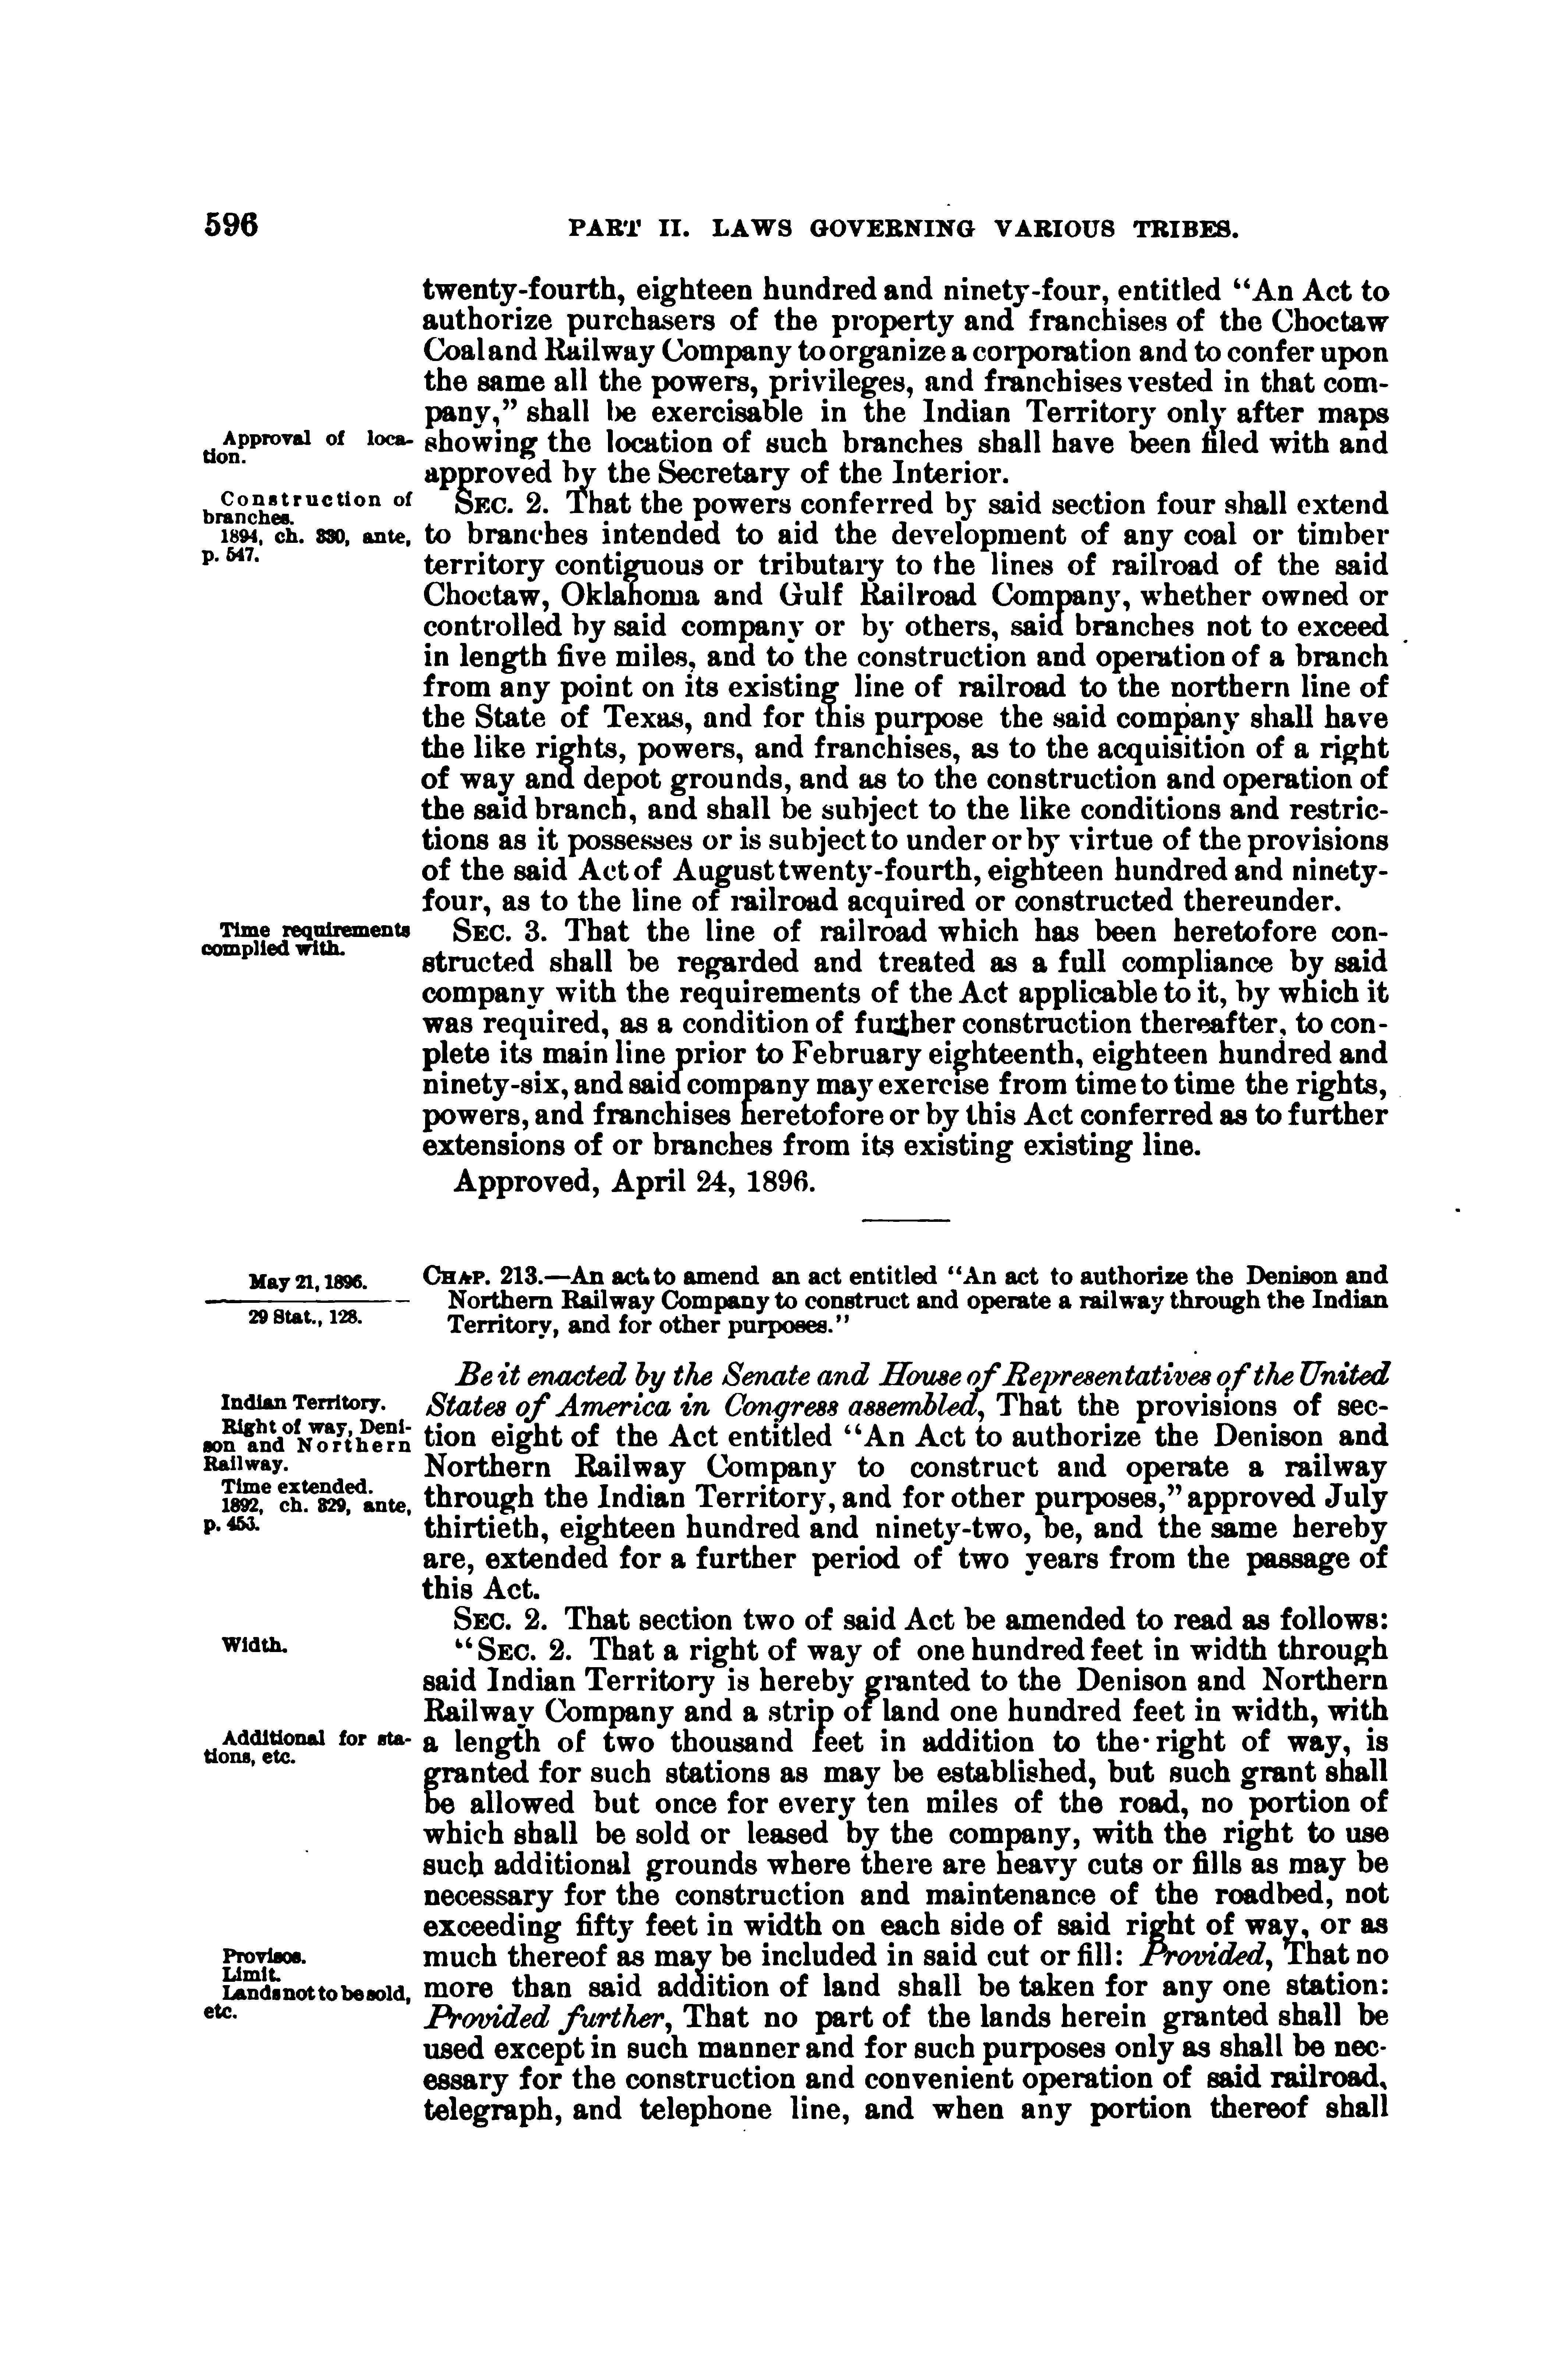 596
PART II. LAWS GOVERNING VARIOUS TRIBES.
twenty-fourth, eighteen hundred and ninety-four, entitled “An Act to
authorize purchasers of the property and franchises of the Choctaw
Coal and Railway Company to organize a corporation and to confer upon
the same all the powers, privileges, and franchises vested in that com-
pany,” shall be exercisable in the Indian Territory only after maps
Approval of loca-
tion.
showing the location of such branches shall have been filed with and
approved by the Secretary of the Interior.
Construction of
branches.
1894, ch. 330, ante,
p. 547.
SEC. 2. That the powers conferred by said section four shall extend
to branches intended to aid the development of any coal or timber
territory contiguous or tributary to the lines of railroad of the said
Choctaw, Oklahoma and Gulf Railroad Company, whether owned or
controlled by said company or by others, said branches not to exceed
in length five miles, and to the construction and operation of a branch
from any point on its existing line of railroad to the northern line of
the State of Texas, and for this purpose the said company shall have
the like rights, powers, and franchises, as to the acquisition of a right
of way and depot grounds, and as to the construction and operation of
the said branch, and shall be subject to the like conditions and restric-
tions as it possesses or is subject to under or by virtue of the provisions
of the said Act of August twenty-fourth, eighteen hundred and ninety-
four, as to the line of railroad acquired or constructed thereunder.
Time requirements
complied with.
SEC. 3. That the line of railroad which has been heretofore con-
structed shall be regarded and treated as a full compliance by said
company with the requirements of the Act applicable to it, by which it
was required, as a condition of further construction thereafter, to con-
plete its main line prior to February eighteenth, eighteen hundred and
ninety-six, and said company may exercise from time to time the rights,
powers, and franchises heretofore or by this Act conferred as to further
extensions of or branches from its existing existing line.
Approved, April 24, 1896.
May 21, 1896.
29 Stat., 128.
CHAP. 213.—An act to amend an act entitled “An act to authorize the Denison and
Northern Railway Company to construct and operate a railway through the Indian
Territory, and for other purposes.”
Be it enacted by the Senate and House of Representatives of the United
Indian Territory.
Right of way, Deni-
son and Northern
Railway.
Time extended.
1892, ch. 329, ante,
p. 453.
States of America in Congress assembled, That the provisions of sec-
tion eight of the Act entitled “An Act to authorize the Denison and
Northern Railway Company to construct and operate a railway
through the Indian Territory, and for other purposes,” approved July
thirtieth, eighteen hundred and ninety-two, be, and the same hereby
are, extended for a further period of two years from the passage of
this Act.
SEC. 2. That section two of said Act be amended to read as follows:
Width.
“SEC. 2. That a right of way of one hundred feet in width through
said Indian Territory is hereby granted to the Denison and Northern
Railway Company and a strip of land one hundred feet in width, with
Additional for sta-
tions, etc.
a length of two thousand feet in addition to the right of way, is
granted for such stations as may be established, but such grant shall
be allowed but once for every ten miles of the road, no portion of
which shall be sold or leased by the company, with the right to use
such additional grounds where there are heavy cuts or fills as may be
necessary for the construction and maintenance of the roadbed, not
exceeding fifty feet in width on each side of said right of way, or as
Provisos.
Limit.
Lands not to be sold,
etc.
much thereof as may be included in said cut or fill: Provided, That no
more than said addition of land shall be taken for any one station:
Provided further, That no part of the lands herein granted shall be
used except in such manner and for such purposes only as shall be nec-
essary for the construction and convenient operation of said railroad,
telegraph, and telephone line, and when any portion thereof shall